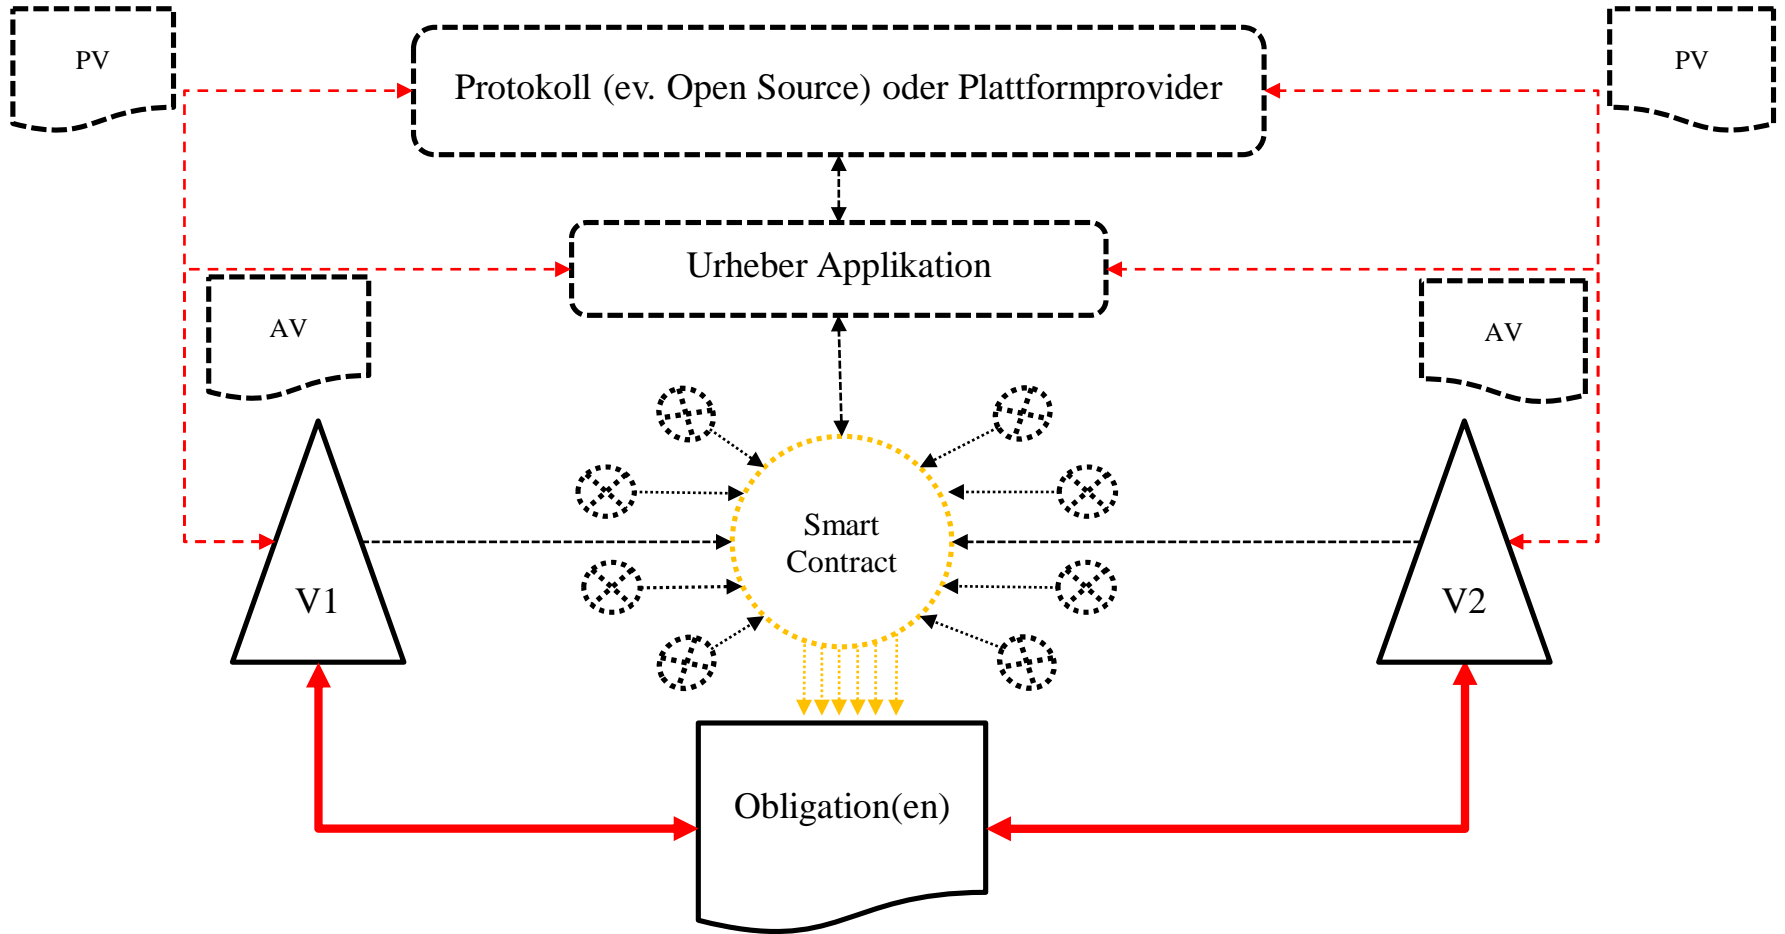 PV
PV
Protokoll (ev. Open Source) oder Plattformprovider
Urheber Applikation
AV
AV
Smart
Contract
V1
V2
Obligation(en)